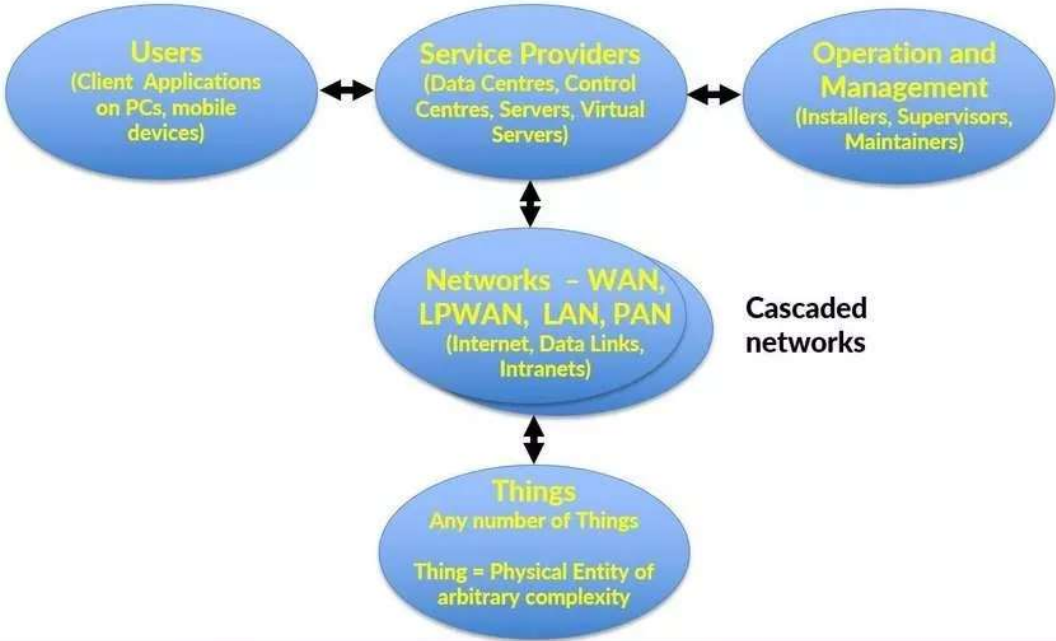 Users
(Client Applications
on PCs, mobile
devices)
Service Providers
(Data Centres, Control
Centres, Servers, Virtual
Servers)
Operation and
Management
(Installers, Supervisors,
Maintainers)
Networks – WAN,
LPWAN, LAN, PAN
(Internet, Data Links,
Intranets)
Cascaded
networks
Things
Any number of Things
Thing = Physical Entity of
arbitrary complexity